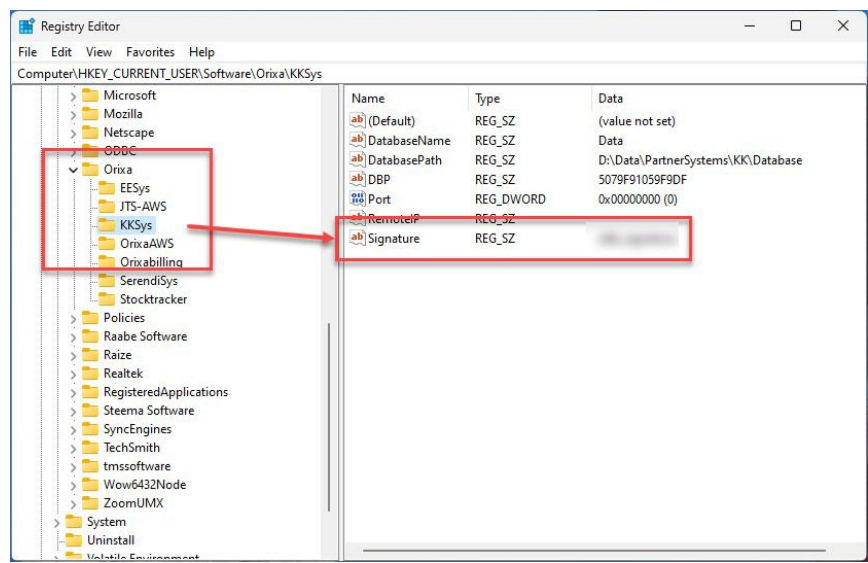 Registry Editor
File Edit View Favorites Help
Computer\HKEY_CURRENT_USER\Software\Orixa\KKSys
Microsoft
Mozilla
Netscape
ODBC
Orixa
EESys
JTS-AWS
KKSys
OrixaAWS
Orixabilling
SerendiSys
Stocktracker
Policies
Raabe Software
Raize
Realtek
RegisteredApplications
Steema Software
SyncEngines
TechSmith
tmssoftware
Wow6432Node
ZoomUMX
System
Uninstall
Volatile Environment
Name Type Data
(Default) REG_SZ (value not set)
DatabaseName REG_SZ Data
DatabasePath REG_SZ D:\Data\PartnerSystems\KK\Database
DBP REG_SZ 5079F91059F9DF
Port REG_DWORD 0x00000000 (0)
RemoteIP REG_SZ
Signature REG_SZ